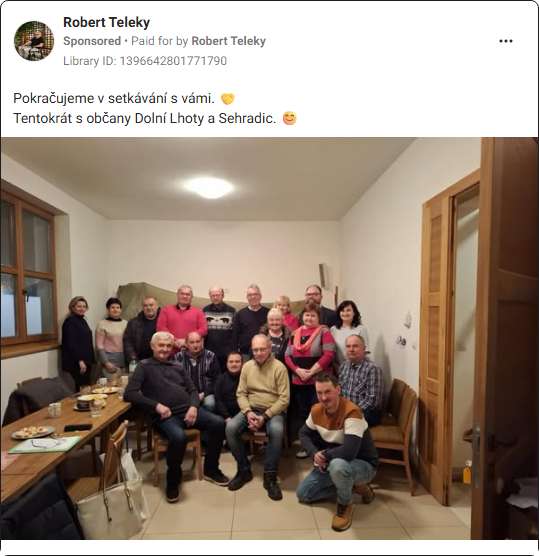 Robert Teleky
Sponsored • Paid for by Robert Teleky
Library ID: 1396642801771790
Pokračujeme v setkávání s vámi. 🤝
Tentokrát s občany Dolní Lhoty a Sehradic. 😊